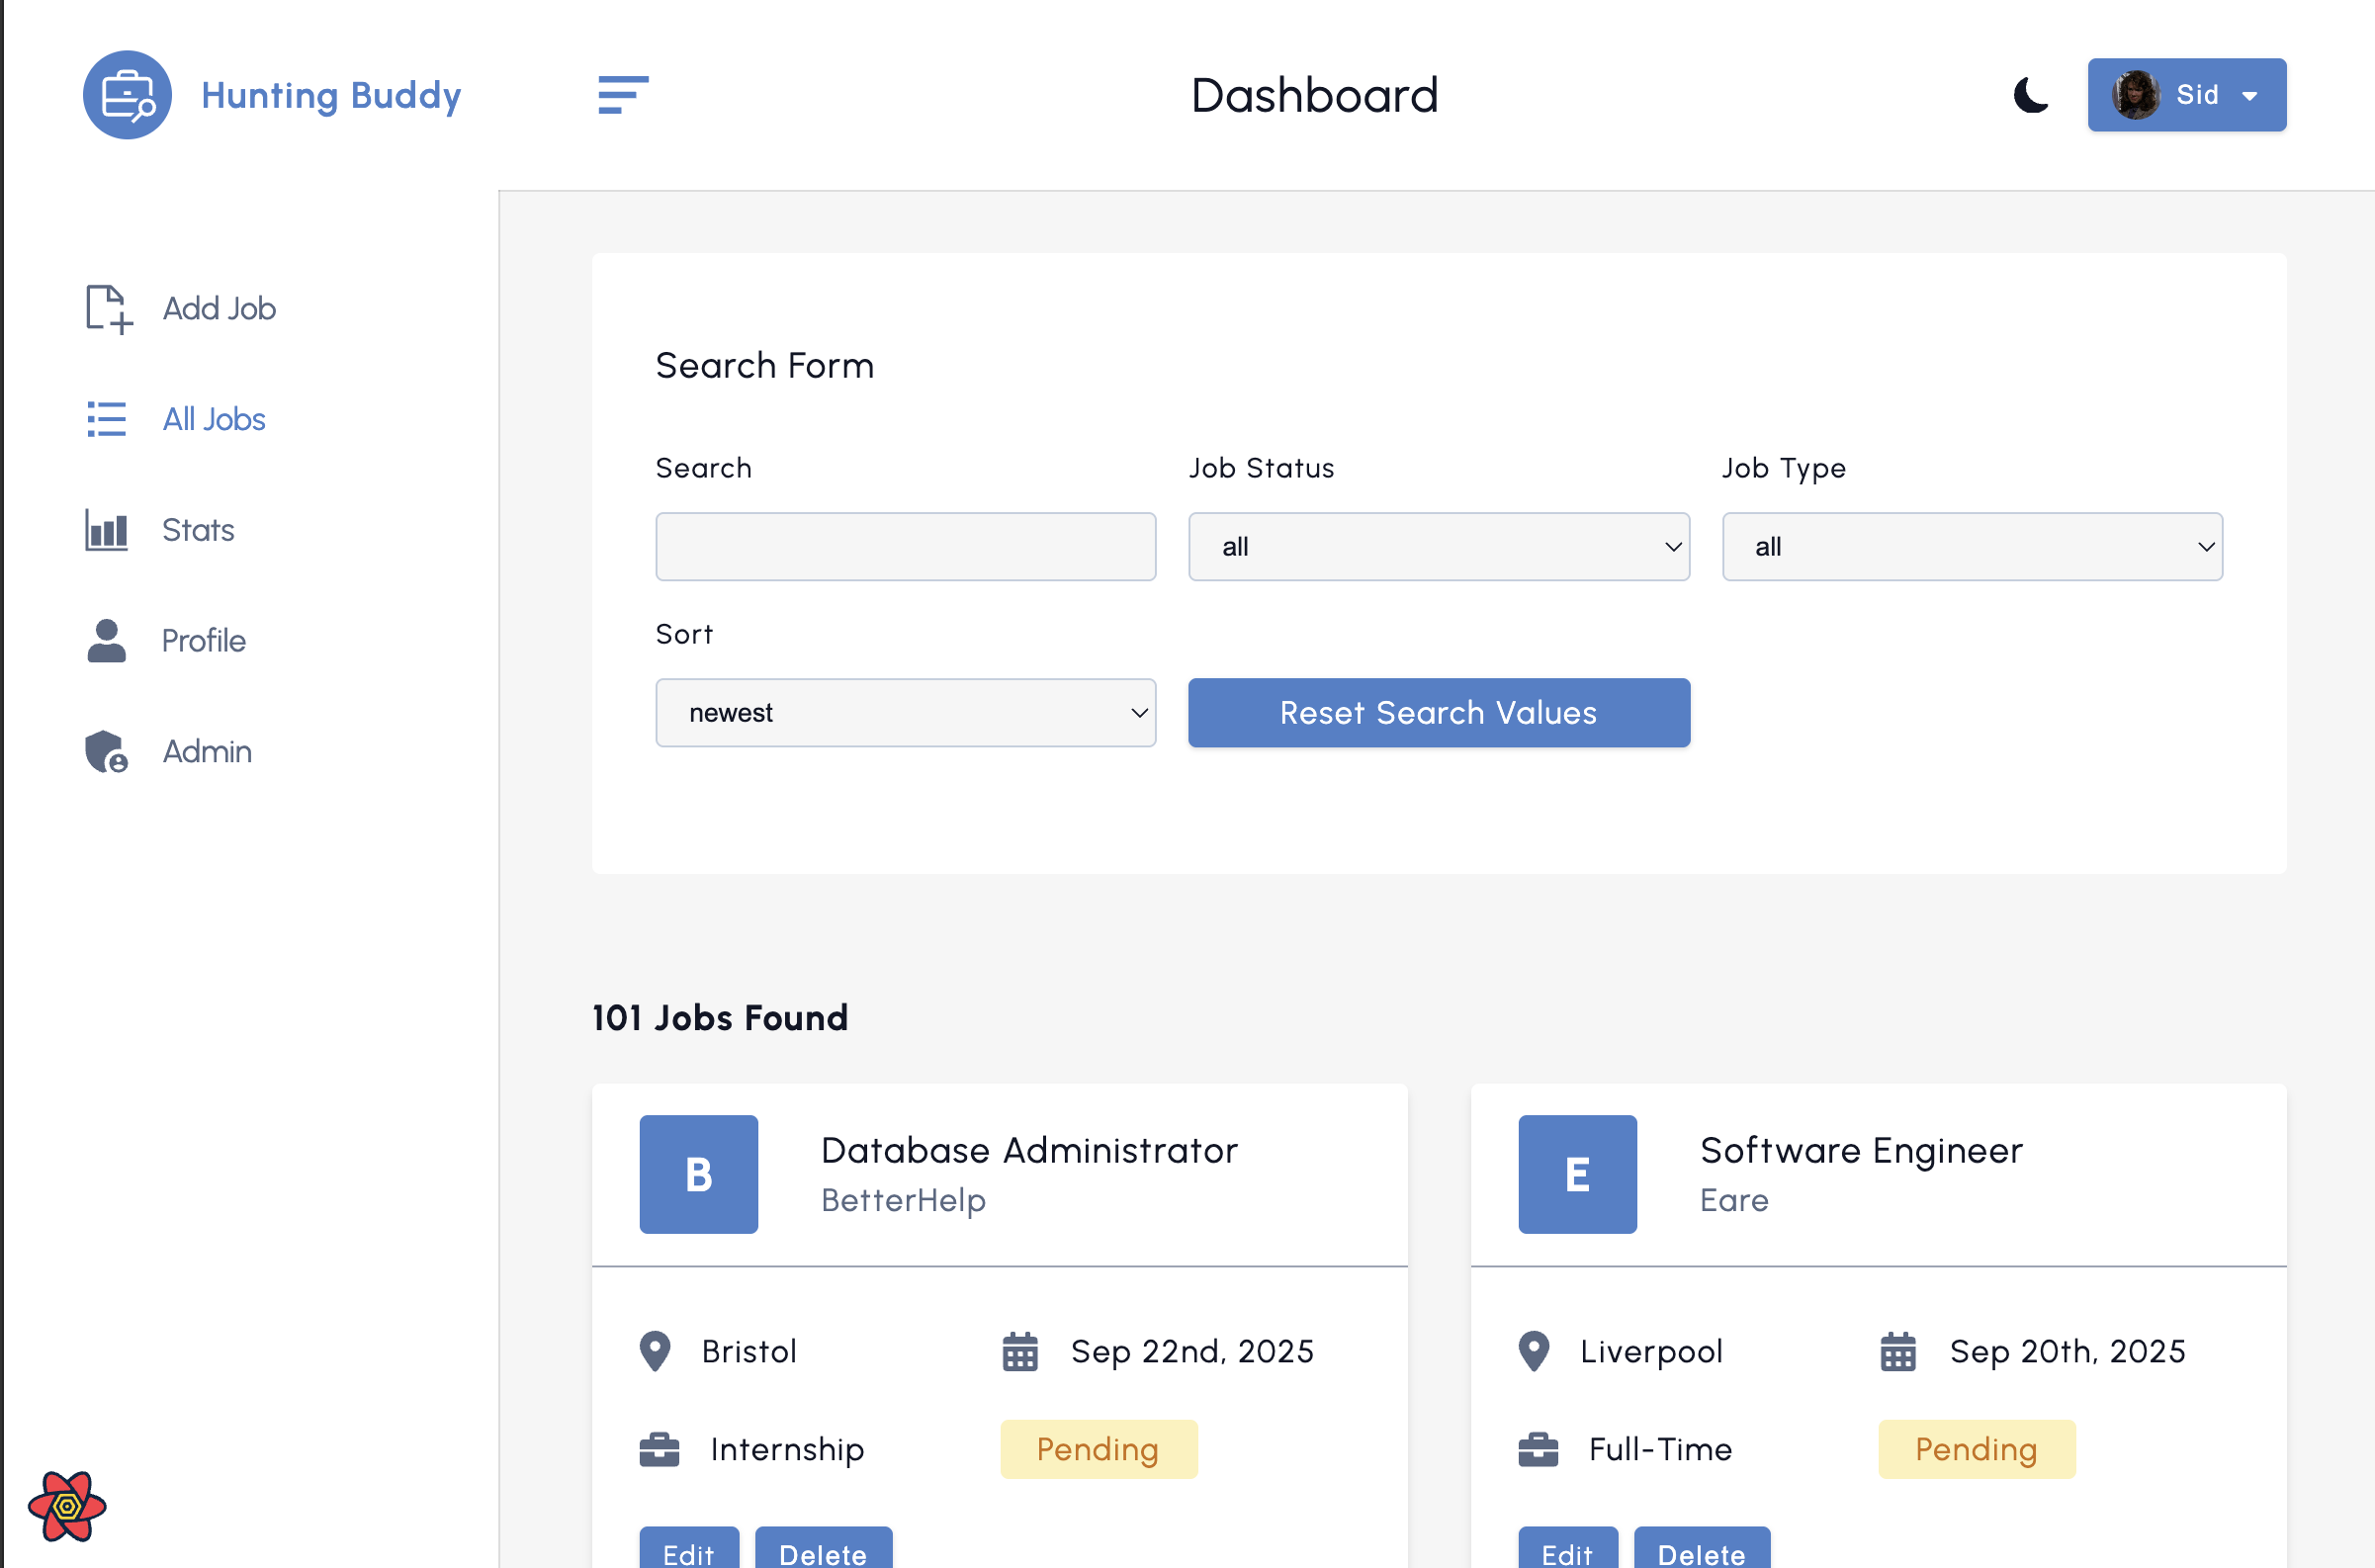 Hunting Buddy
Dashboard
Sid
Add Job
All Jobs
Stats
Profile
Admin
Search Form
Search
Job Status
Job Type
all
all
Sort
newest
Reset Search Values
101 Jobs Found
B
Database Administrator
BetterHelp
Bristol
Sep 22nd, 2025
Internship
Pending
Edit
Delete
E
Software Engineer
Eare
Liverpool
Sep 20th, 2025
Full-Time
Pending
Edit
Delete